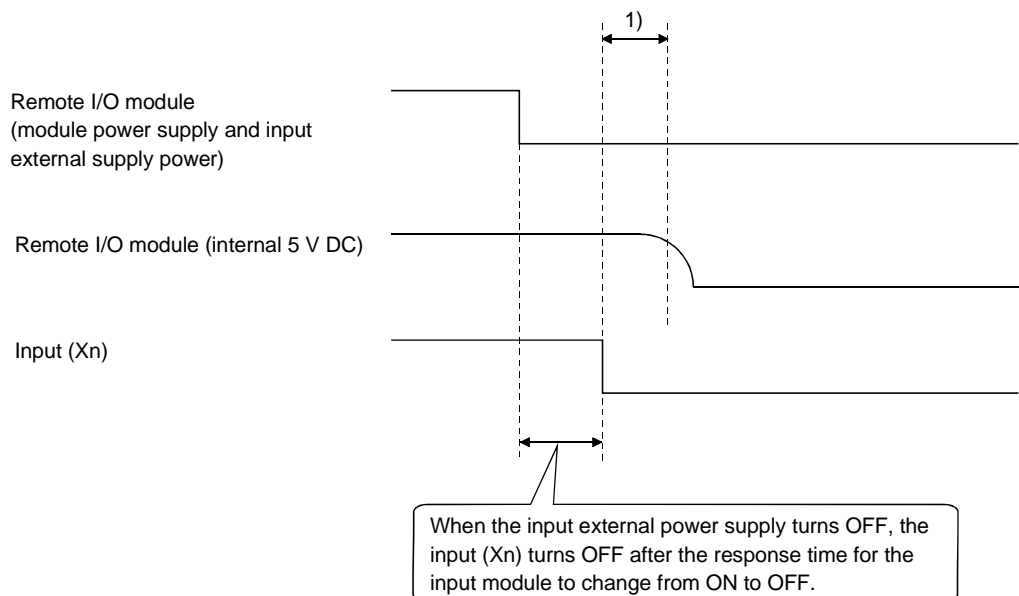 1)
Remote I/O module
(module power supply and input
external supply power)
Remote I/O module (internal 5 V DC)
Input (Xn)
When the input external power supply turns OFF, the
input (Xn) turns OFF after the response time for the
input module to change from ON to OFF.